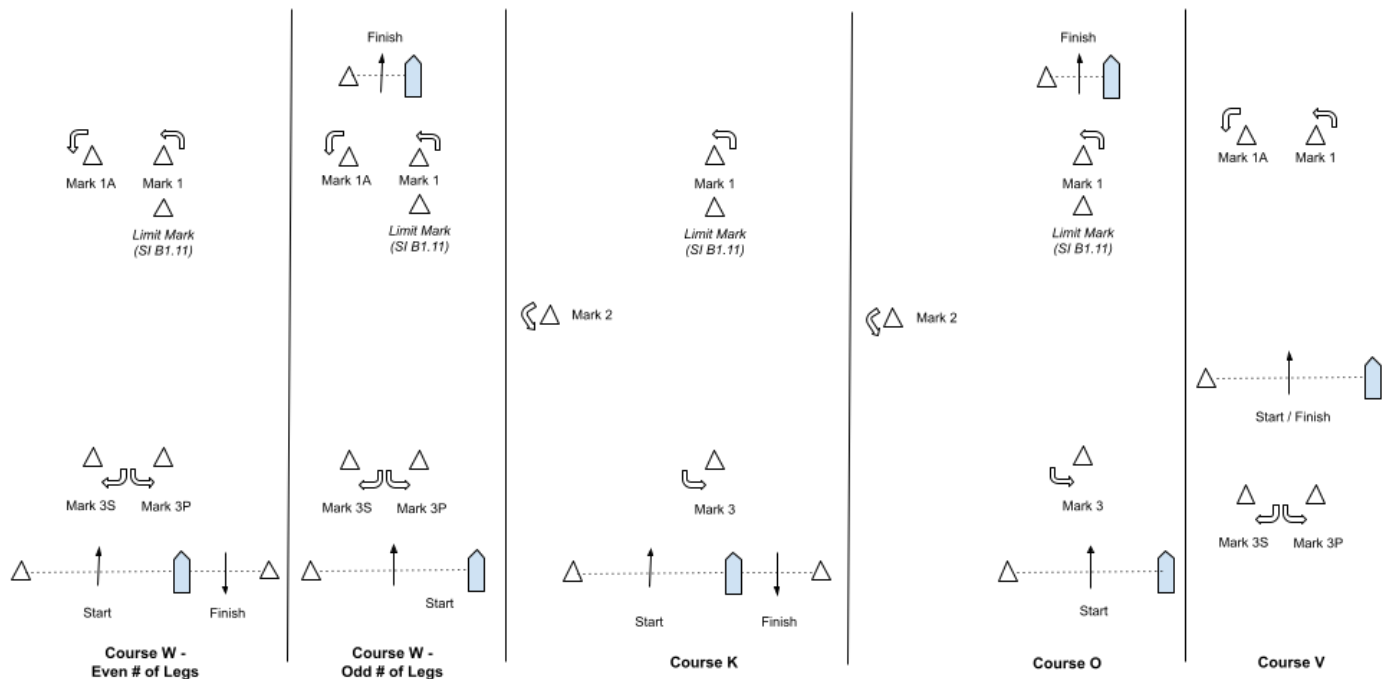 Finish
Mark 1A
Mark 1
Limit Mark
(SI B1.11)
Mark 3S
Mark 3P
Start
Finish
Course W -
Even # of Legs
Mark 1A
Mark 1
Limit Mark
(SI B1.11)
Mark 3S
Mark 3P
Start
Course W -
Odd # of Legs
Mark 1
Limit Mark
(SI B1.11)
Mark 2
Mark 3
Start
Finish
Course K
Finish
Mark 1
Limit Mark
(SI B1.11)
Mark 2
Mark 3
Start
Course O
Mark 1A
Mark 1
Start / Finish
Mark 3S
Mark 3P
Course V